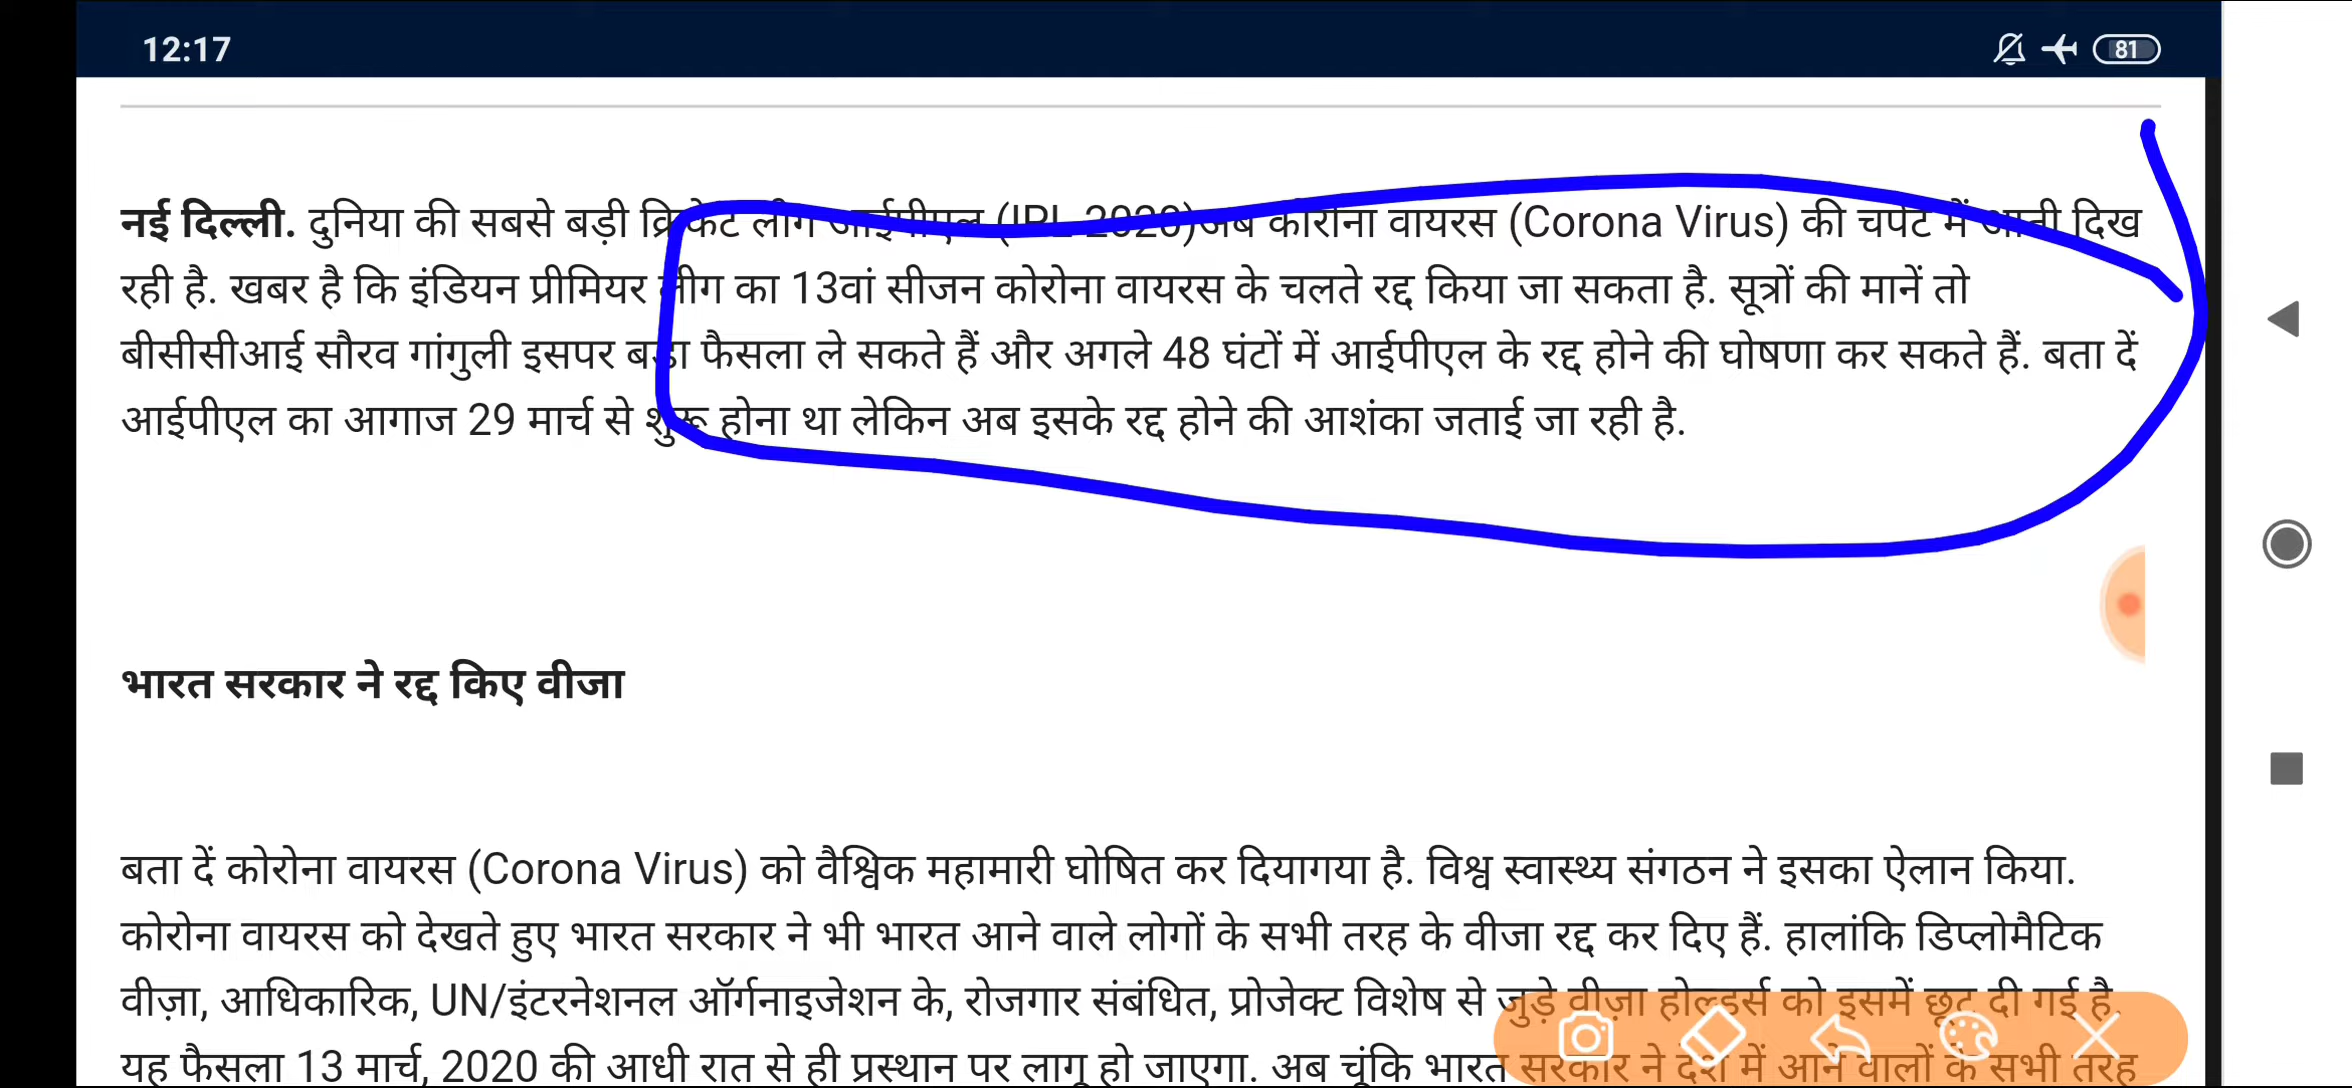 12:17
81
नई दिल्ली. दुनिया की सबसे बड़ी क्रिकेट लीग आईपीएल (IPL 2020)अब कोरोना वायरस (Corona Virus) की चपेट में आती दिख
रही है. खबर है कि इंडियन प्रीमियर लीग का 13वां सीजन कोरोना वायरस के चलते रद्द किया जा सकता है. सूत्रों की मानें तो
बीसीसीआई सौरव गांगुली इसपर बड़ा फैसला ले सकते हैं और अगले 48 घंटों में आईपीएल के रद्द होने की घोषणा कर सकते हैं. बता दें
आईपीएल का आगाज 29 मार्च से शुरू होना था लेकिन अब इसके रद्द होने की आशंका जताई जा रही है.
भारत सरकार ने रद्द किए वीजा
बता दें कोरोना वायरस (Corona Virus) को वैश्विक महामारी घोषित कर दियागया है. विश्व स्वास्थ्य संगठन ने इसका ऐलान किया.
कोरोना वायरस को देखते हुए भारत सरकार ने भी भारत आने वाले लोगों के सभी तरह के वीजा रद्द कर दिए हैं. हालांकि डिप्लोमैटिक
वीज़ा, आधिकारिक, UN/इंटरनेशनल ऑर्गनाइजेशन के, रोजगार संबंधित, प्रोजेक्ट विशेष से जुड़े वीज़ा होल्डर्स को इसमें छूट दी गई है.
यह फैसला 13 मार्च, 2020 की आधी रात से ही प्रस्थान पर लागू हो जाएगा. अब चूंकि भारत सरकार ने देश में आने वालों के सभी तरह